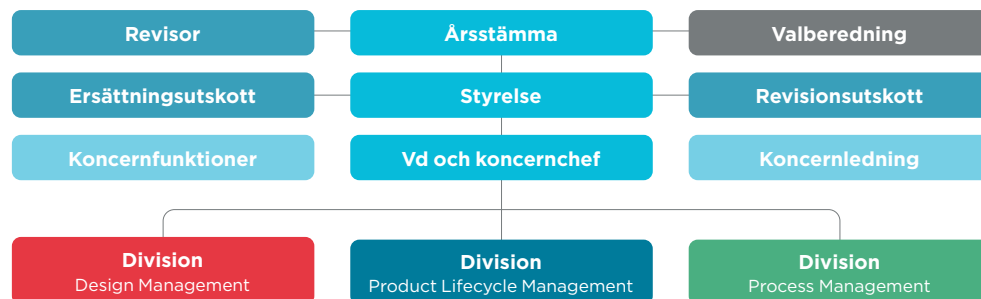 Revisor
Årsstämma
Valberedning
Ersättningsutskott
Styrelse
Revisionsutskott
Koncernfunktioner
Vd och koncernchef
Koncernledning
Division
Design Management
Division
Product Lifecycle Management
Division
Process Management